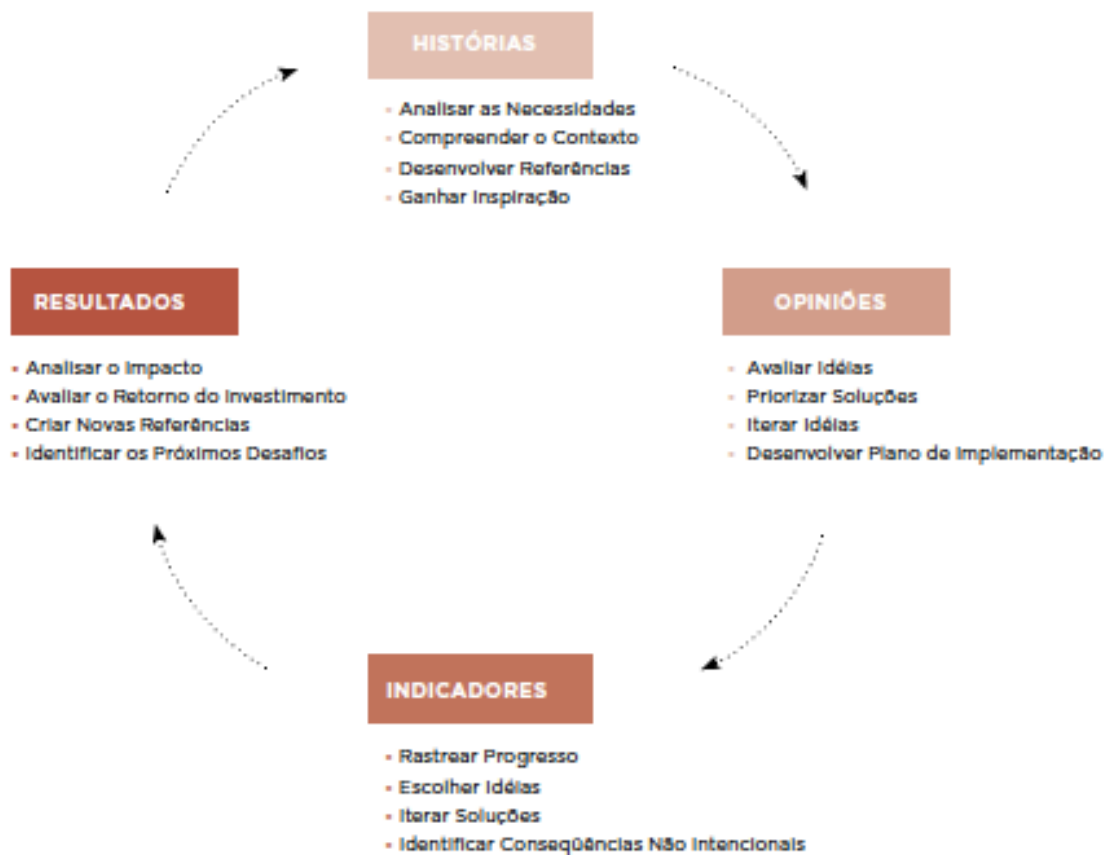 HISTÓRIAS
- Analisar as Necessidades
- Compreender o Contexto
- Desenvolver Referências
- Ganhar Inspiração
OPINIÕES
- Avaliar Idéias
- Priorizar Soluções
- Iterar Idéias
- Desenvolver Plano de Implementação
INDICADORES
- Rastrear Progresso
- Escolher Idéias
- Iterar Soluções
- Identificar Conseqüências Não Intencionais
RESULTADOS
- Analisar o Impacto
- Avaliar o Retorno do Investimento
- Criar Novas Referências
- Identificar os Próximos Desafios